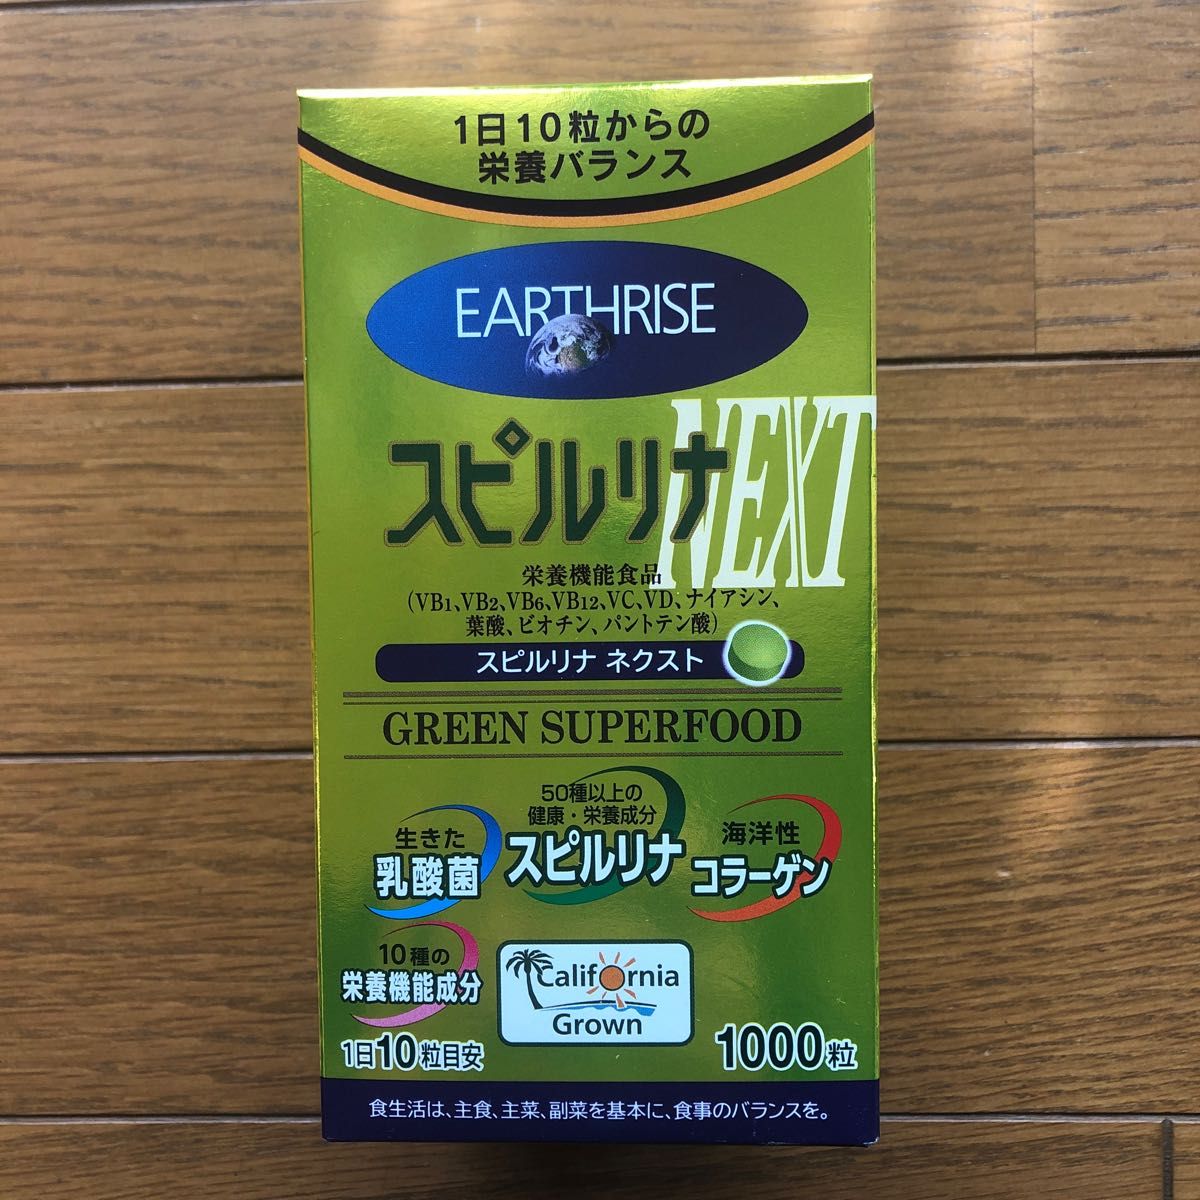 1日10粒からの
栄養バランス
EARTHRISE
スピルリナ NEXT
栄養機能食品
(VB1、VB2、VB6、VB12、VC、VD、ナイアシン、
葉酸、ビオチン、パントテン酸)
スピルリナ ネクスト
GREEN SUPERFOOD
50種以上の
健康・栄養成分
スピルリナ
生きた
乳酸菌
海洋性
コラーゲン
10種の
栄養機能成分
California
Grown
1日10粒目安
1000粒
食生活は、主食、主菜、副菜を基本に、食事のバランスを。